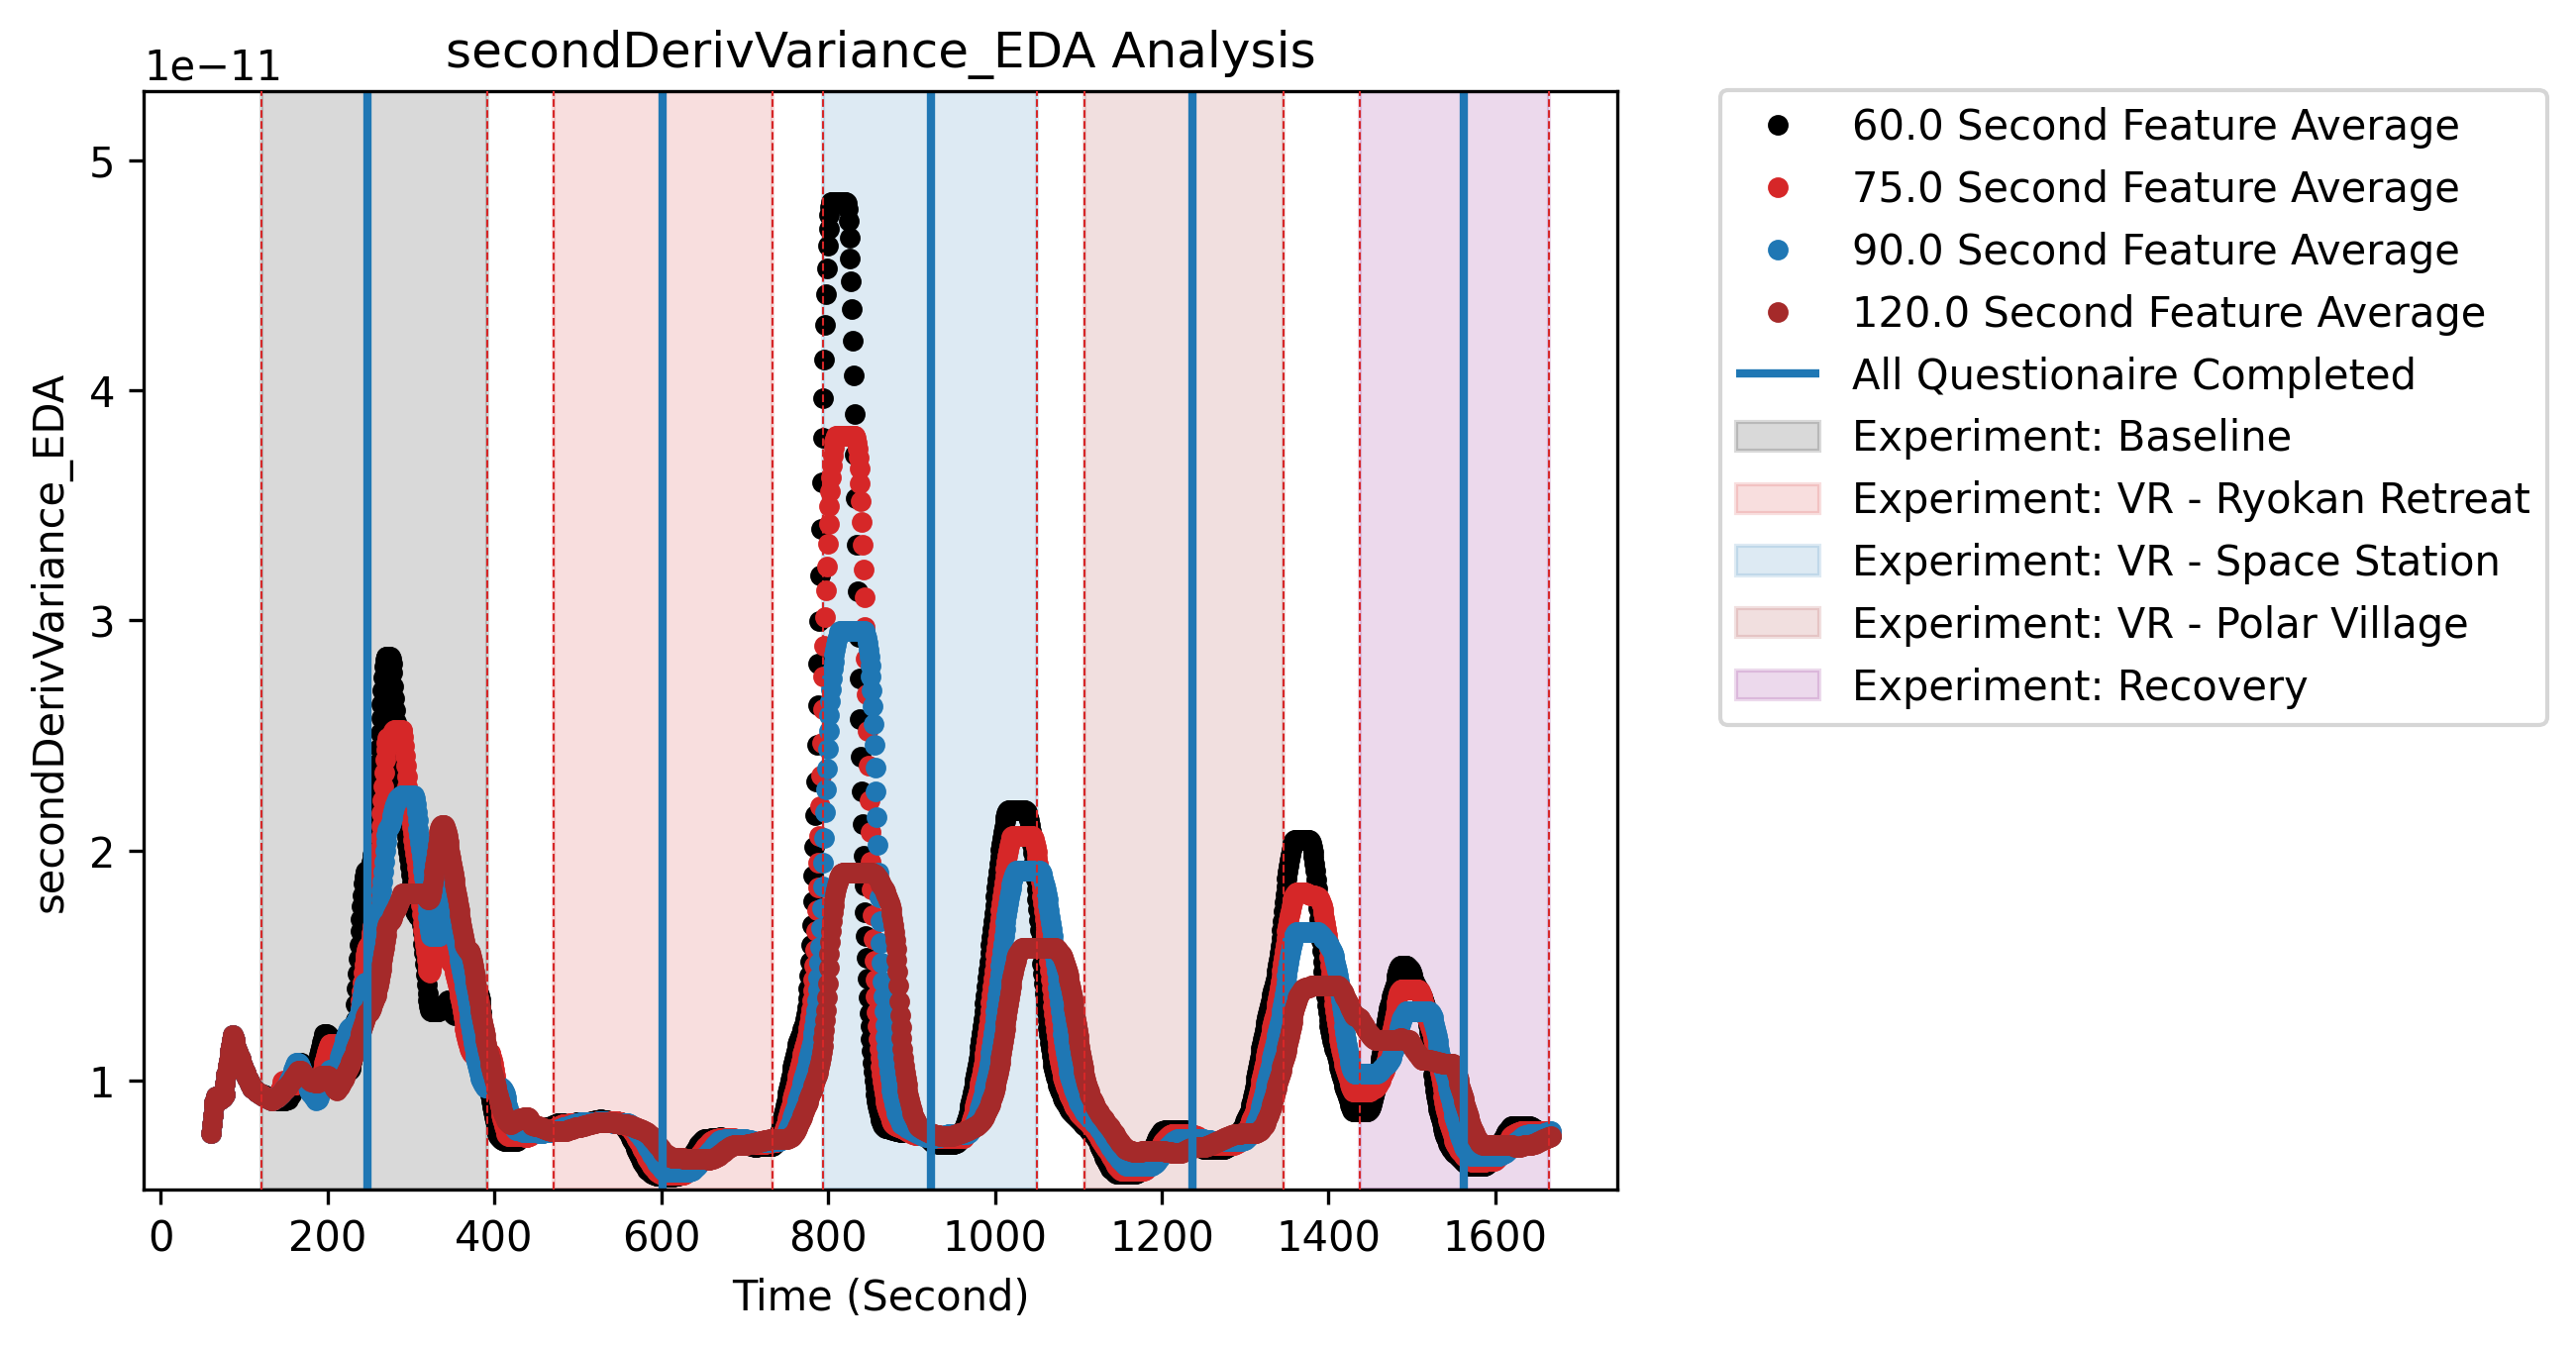 secondDerivVariance_EDA Analysis
1e−11
secondDerivVariance_EDA
5
4
3
2
1
0 200 400 600 800 1000 1200 1400 1600
Time (Second)
60.0 Second Feature Average
75.0 Second Feature Average
90.0 Second Feature Average
120.0 Second Feature Average
All Questionaire Completed
Experiment: Baseline
Experiment: VR - Ryokan Retreat
Experiment: VR - Space Station
Experiment: VR - Polar Village
Experiment: Recovery